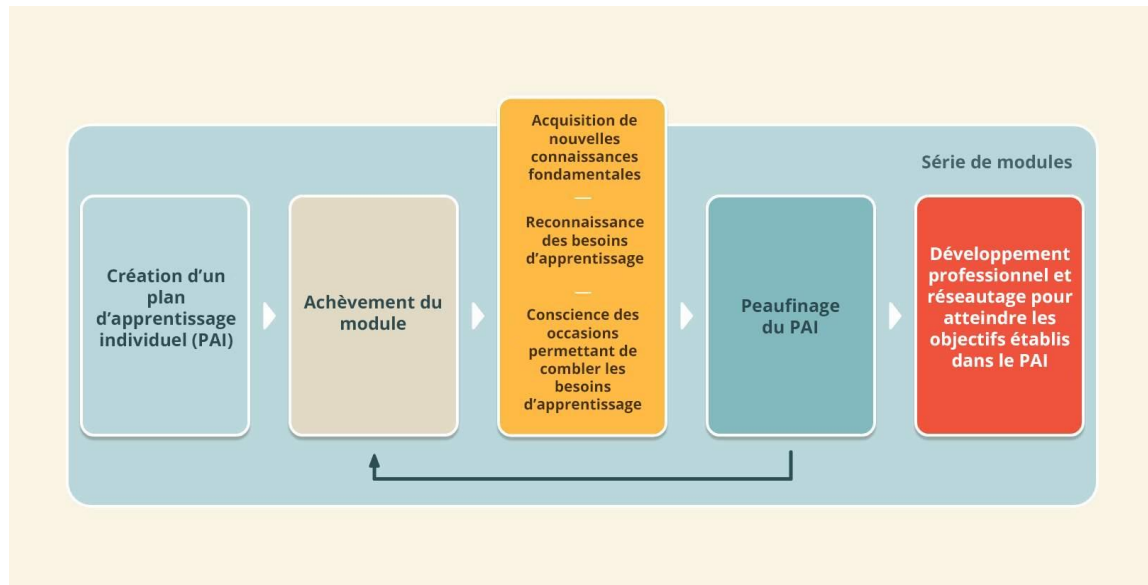 Série de modules
Création d’un
plan
d’apprentissage
individuel (PAI)
Achèvement du
module
Acquisition de
nouvelles
connaissances
fondamentales
—
Reconnaissance
des besoins
d’apprentissage
—
Conscience des
occasions
permettant de
combler les
besoins
d’apprentissage
Peaufinage
du PAI
Développement
professionnel et
réseautage pour
atteindre les
objectifs établis
dans le PAI